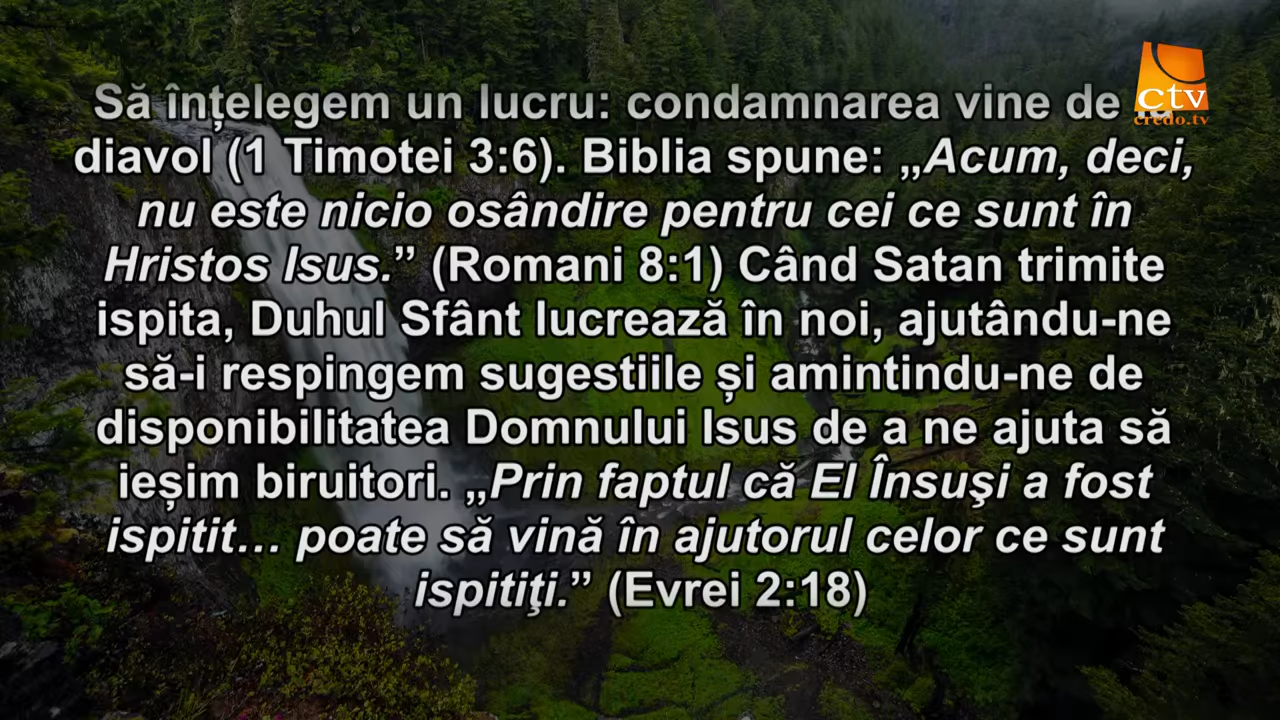 Să înțelegem un lucru: condamnarea vine de
diavol (1 Timotei 3:6). Biblia spune: „Acum, deci,
nu este nicio osândire pentru cei ce sunt în
Hristos Isus.” (Romani 8:1) Când Satan trimite
ispita, Duhul Sfânt lucrează în noi, ajutându-ne
să-i respingem sugestiile și amintindu-ne de
disponibilitatea Domnului Isus de a ne ajuta să
ieșim biruitori. „Prin faptul că El Însuşi a fost
ispitit… poate să vină în ajutorul celor ce sunt
ispitiţi.” (Evrei 2:18)
ctv
credo.tv